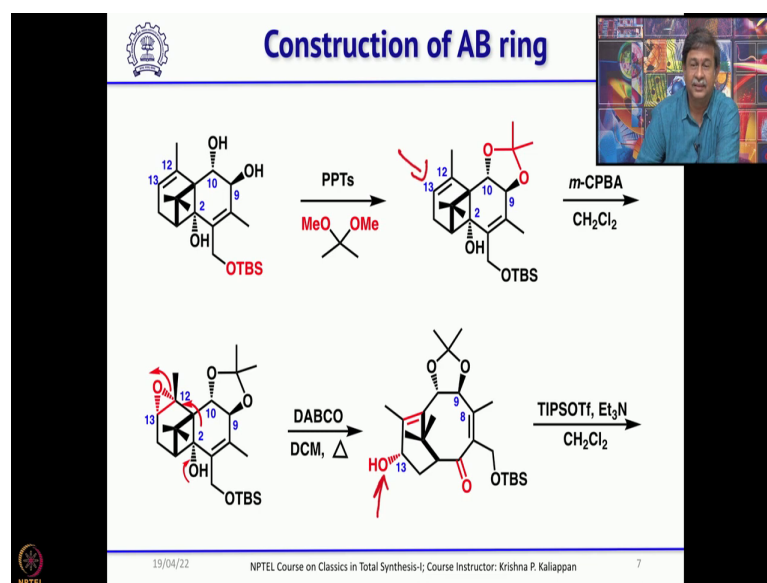 Construction of AB ring
12
13
OH
OH
10
9
2
OH
OTBS
PPTs
MeO
OMe
12
13
O
O
10
9
2
OH
OTBS
m-CPBA
CH2Cl2
O
12
13
O
O
10
9
2
OH
OTBS
DABCO
DCM, △
O
O
9
8
HO
13
O
OTBS
TIPSOTf, Et3N
CH2Cl2
19/04/22
NPTEL Course on Classics in Total Synthesis-I; Course Instructor: Krishna P. Kaliappan
7
NPTEL